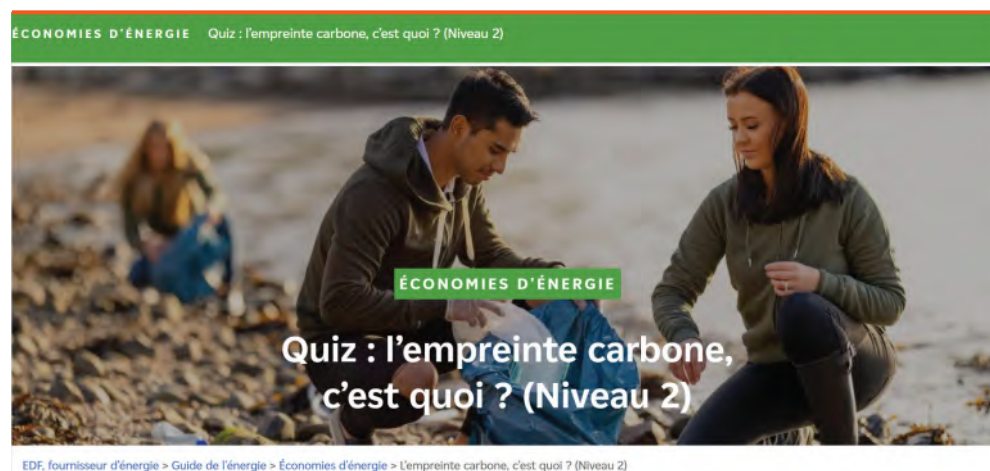 ÉCONOMIES D'ÉNERGIE Quiz : l'empreinte carbone, c'est quoi ? (Niveau 2)
ÉCONOMIES D'ÉNERGIE
Quiz : l'empreinte carbone,
c'est quoi ? (Niveau 2)
EDF, fournisseur d'énergie > Guide de l'énergie > Économies d'énergie > L'empreinte carbone, c'est quoi ? (Niveau 2)